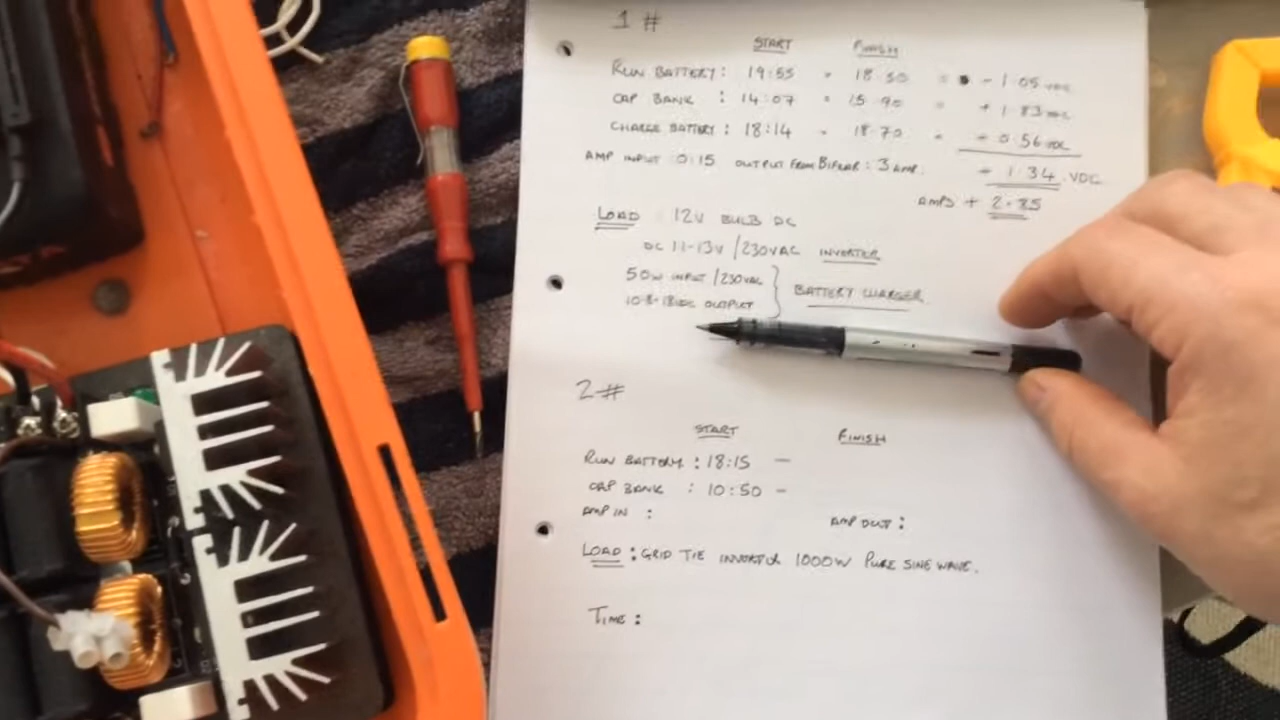 1 #
START FINISH
RUN BATTERY : 19:55 - 18:50 = - 1.05 VDC
CAP BANK : 14:07 - 15.90 = + 1.83 VDC
CHARGE BATTERY : 18:14 - 18.70 = + 0.56 VDC
AMP INPUT : 0:15 OUTPUT FROM BIFILAR : 3 AMP. + 1.34 VDC
AMPS + 2.85
LOAD 12V BULB DC
DC 11-13V / 230VAC INVERTER
50W INPUT / 230VAC } BATTERY CHARGER
OUTPUT
2 #
START FINISH
RUN BATTERY : 18:15 -
CAP BANK : 10:50 -
AMP IN : AMP OUT :
LOAD : GRID TIE INVERTER 1000W PURE SINE WAVE.
TIME :